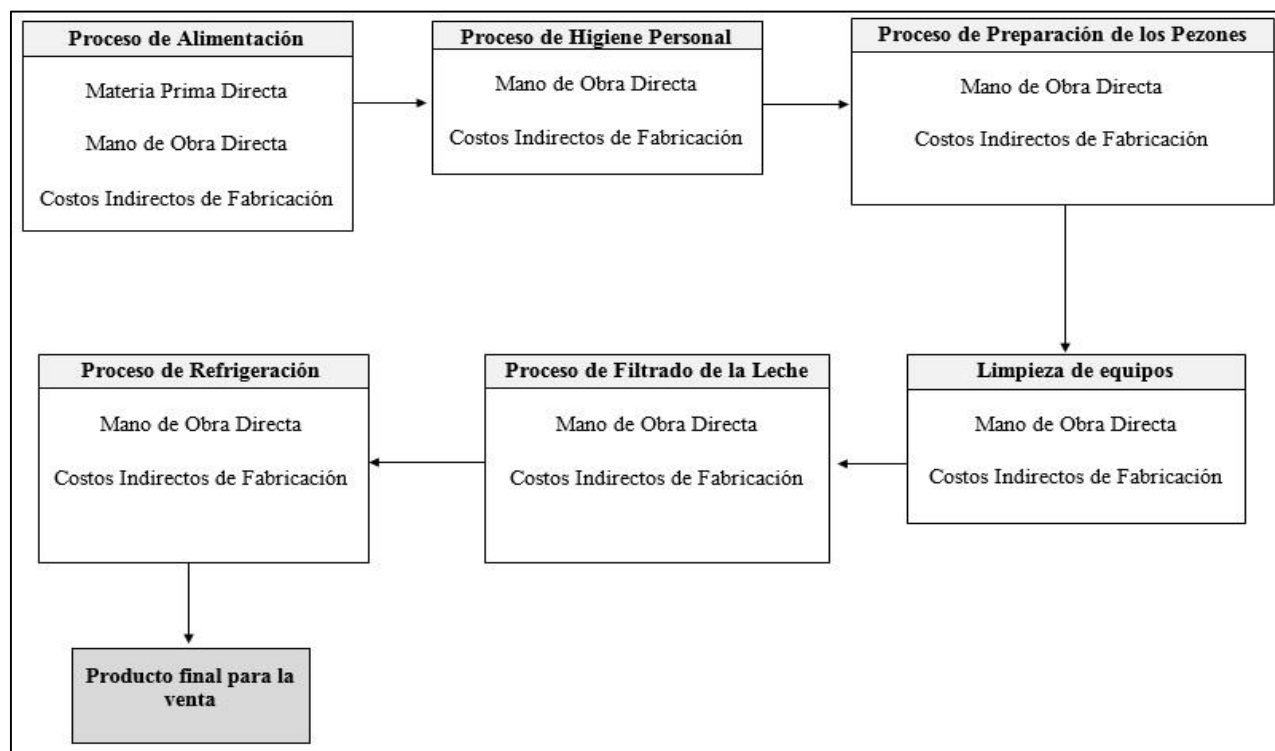 Proceso de Alimentación
Materia Prima Directa
Mano de Obra Directa
Costos Indirectos de Fabricación
Proceso de Higiene Personal
Mano de Obra Directa
Costos Indirectos de Fabricación
Proceso de Preparación de los Pezones
Mano de Obra Directa
Costos Indirectos de Fabricación
Limpieza de equipos
Mano de Obra Directa
Costos Indirectos de Fabricación
Proceso de Filtrado de la Leche
Mano de Obra Directa
Costos Indirectos de Fabricación
Proceso de Refrigeración
Mano de Obra Directa
Costos Indirectos de Fabricación
Producto final para la
venta